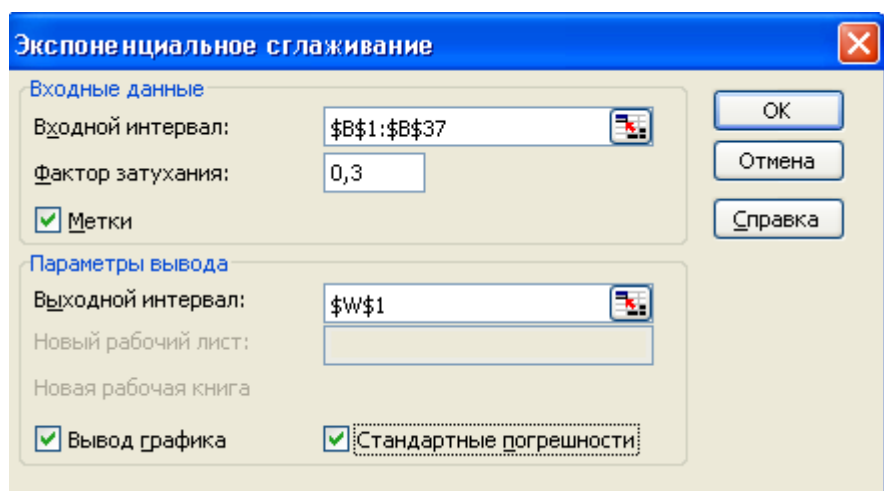 Экспоненциальное сглаживание
Входные данные
Входной интервал: $B$1:$B$37
Фактор затухания: 0,3
Метки
Параметры вывода
Выходной интервал: $W$1
Новый рабочий лист:
Новая рабочая книга
Вывод графика Стандартные погрешности
OK
Отмена
Справка